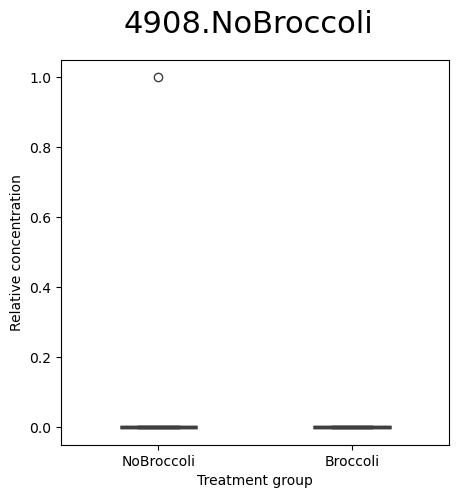 4908.NoBroccoli
1.0
0.8
0.6
0.4
0.2
0.0
Relative concentration
NoBroccoli
Broccoli
Treatment group